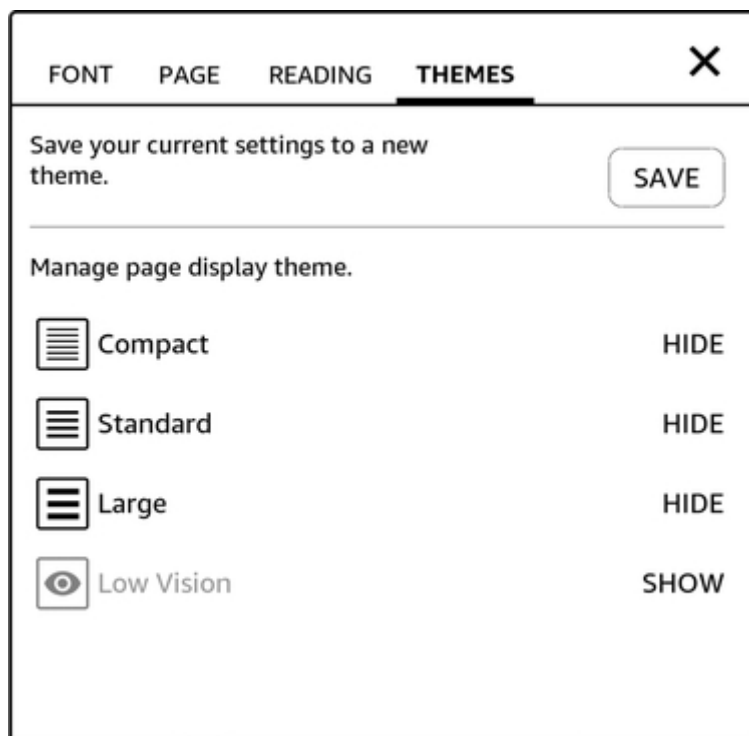 FONT PAGE READING THEMES
Save your current settings to a new
theme.
SAVE
Manage page display theme.
Compact HIDE
Standard HIDE
Large HIDE
Low Vision SHOW